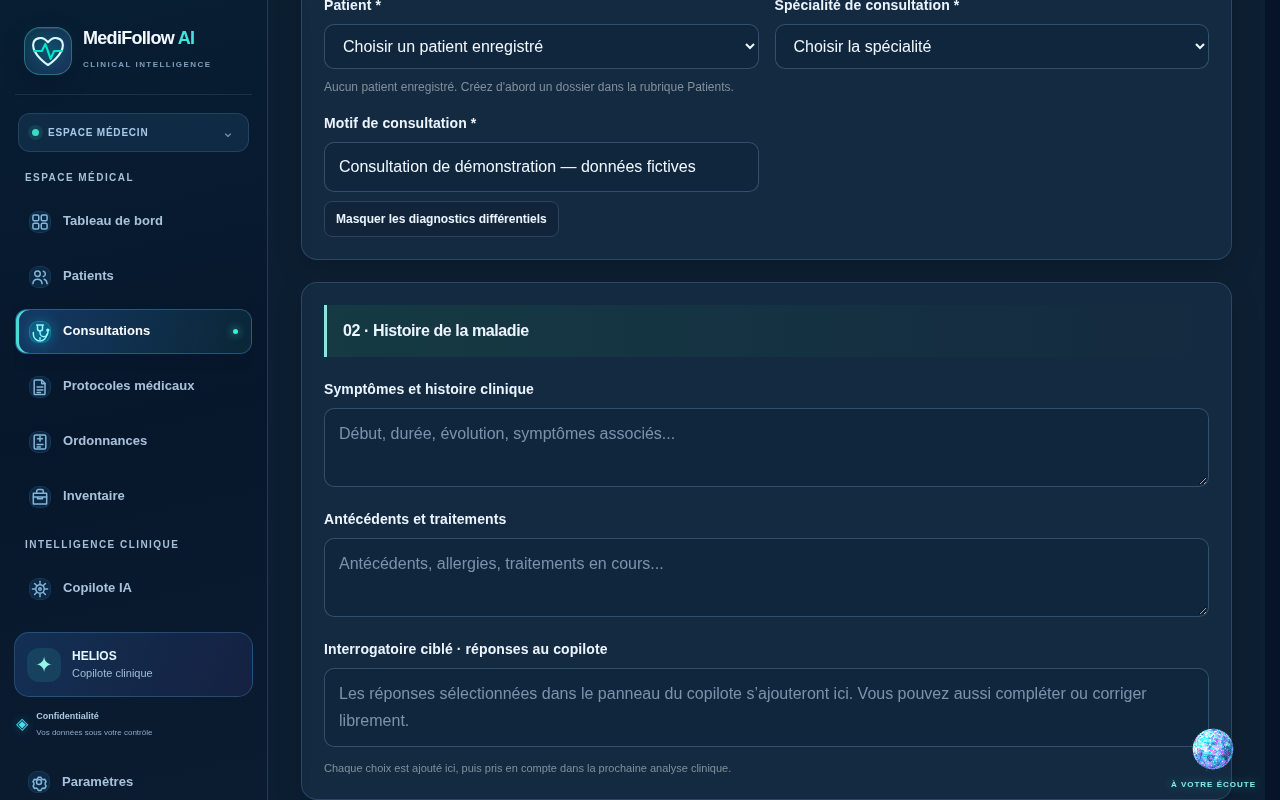 MediFollow AI
CLINICAL INTELLIGENCE
ESPACE MÉDECIN
ESPACE MÉDICAL
Tableau de bord
Patients
Consultations
Protocoles médicaux
Ordonnances
Inventaire
INTELLIGENCE CLINIQUE
Copilote IA
HELIOS
Copilote clinique
Confidentialité
Vos données sous votre contrôle
Paramètres
Patient *
Spécialité de consultation *
Choisir un patient enregistré
Choisir la spécialité
Aucun patient enregistré. Créez d'abord un dossier dans la rubrique Patients.
Motif de consultation *
Consultation de démonstration — données fictives
Masquer les diagnostics différentiels
02 · Histoire de la maladie
Symptômes et histoire clinique
Début, durée, évolution, symptômes associés...
Antécédents et traitements
Antécédents, allergies, traitements en cours...
Interrogatoire ciblé · réponses au copilote
Les réponses sélectionnées dans le panneau du copilote s'ajouteront ici. Vous pouvez aussi compléter ou corriger
librement.
Chaque choix est ajouté ici, puis pris en compte dans la prochaine analyse clinique.
À VOTRE ÉCOUTE